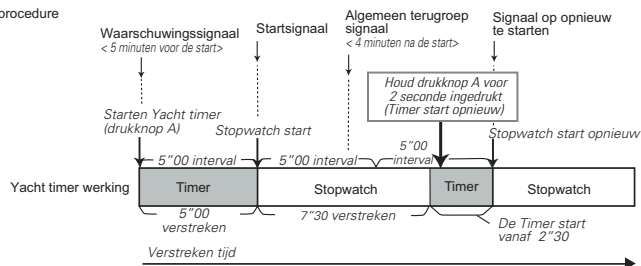 procedure
Waarschuwingssignaal
< 5 minuten voor de start>
Startsignaal
Algemeen terugroep
signaal
< 4 minuten na de start>
Signaal op opnieuw
te starten
Starten Yacht timer
(drukknop A)
Stopwatch start
Houd drukknop A voor
2 seconde ingedrukt
(Timer start opnieuw)
Stopwatch start opnieuw
5"00 interval
5"00 interval
5"00
interval
Yacht timer werking
Timer
Stopwatch
Timer
Stopwatch
5"00
verstreken
7"30 verstreken
De Timer start
vanaf 2"30
Verstreken tijd